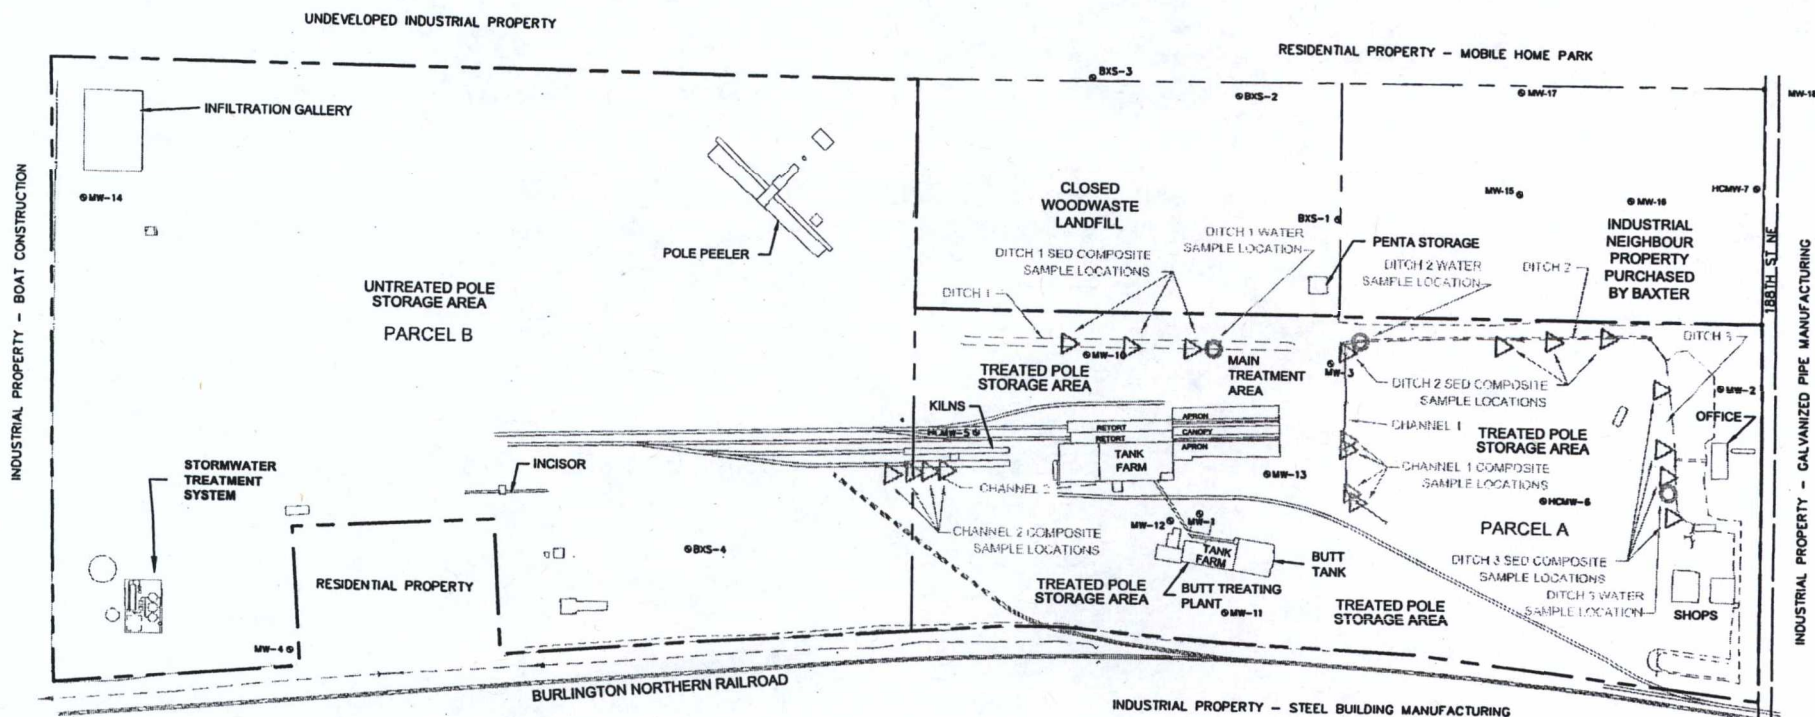 UNDEVELOPED INDUSTRIAL PROPERTY
RESIDENTIAL PROPERTY – MOBILE HOME PARK
BXS-3
BXS-2
MW-17
MW-18
INFILTRATION GALLERY
INDUSTRIAL PROPERTY – BOAT CONSTRUCTION
MW-14
POLE PEELER
CLOSED
WOODWASTE
LANDFILL
MW-15
MW-16
HCMW-7
BXS-1
INDUSTRIAL
NEIGHBOUR
PROPERTY
PURCHASED
BY BAXTER
188TH ST NE
INDUSTRIAL PROPERTY – GALVANIZED PIPE MANUFACTURING
DITCH 1 WATER
SAMPLE LOCATION
DITCH 1 SED COMPOSITE
SAMPLE LOCATIONS
PENTA STORAGE
DITCH 2 WATER
SAMPLE LOCATION
DITCH 2
DITCH 1
UNTREATED POLE
STORAGE AREA
PARCEL B
DITCH 3
MW-10
TREATED POLE
STORAGE AREA
MAIN
TREATMENT
AREA
MW-3
DITCH 2 SED COMPOSITE
SAMPLE LOCATIONS
MW-2
OFFICE
KILNS
HCMW-5
RETORT
RETORT
APRON
CANOPY
APRON
TANK
FARM
CHANNEL 1
TREATED POLE
STORAGE AREA
CHANNEL 1 COMPOSITE
SAMPLE LOCATIONS
STORMWATER
TREATMENT
SYSTEM
INCISOR
CHANNEL 2
MW-13
HCMW-6
PARCEL A
CHANNEL 2 COMPOSITE
SAMPLE LOCATIONS
MW-12
MW-1
BXS-4
TANK
FARM
BUTT
TANK
DITCH 3 SED COMPOSITE
SAMPLE LOCATIONS
DITCH 3 WATER
SAMPLE LOCATION
RESIDENTIAL PROPERTY
TREATED POLE
STORAGE AREA
BUTT TREATING
PLANT
MW-11
TREATED POLE
STORAGE AREA
SHOPS
MW-4
BURLINGTON NORTHERN RAILROAD
INDUSTRIAL PROPERTY – STEEL BUILDING MANUFACTURING